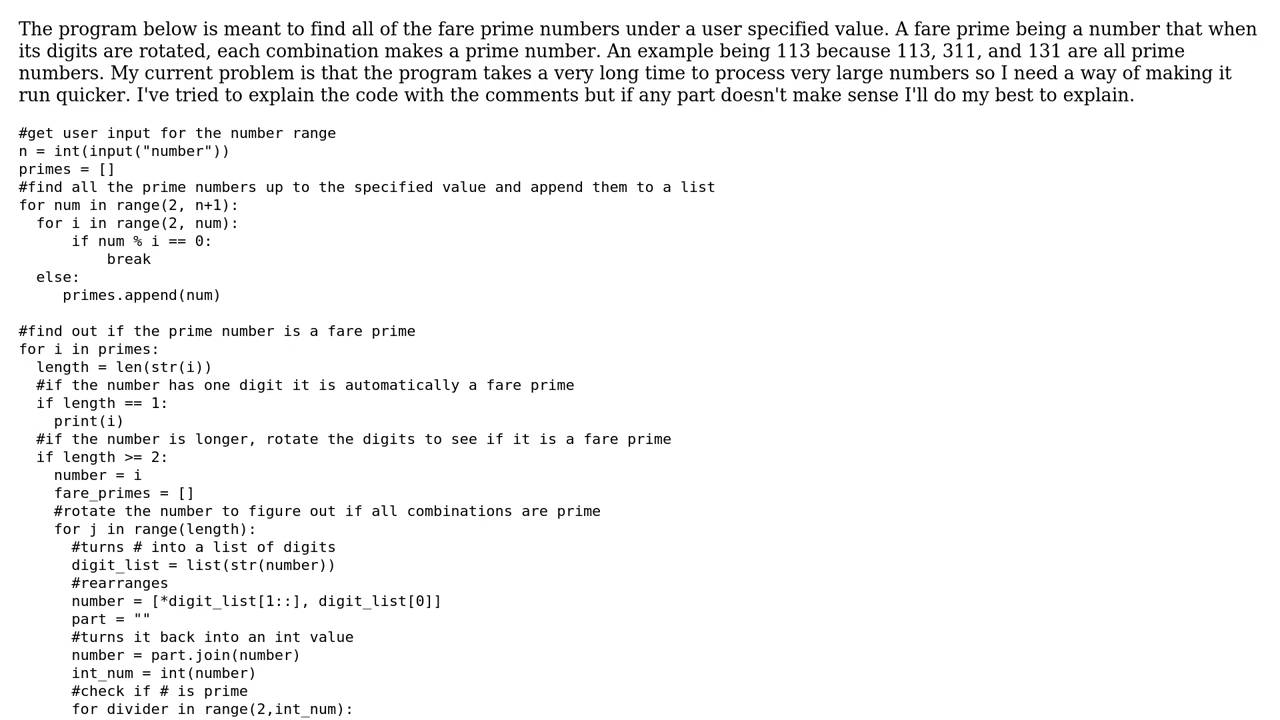 The program below is meant to find all of the fare prime numbers under a user specified value. A fare prime being a number that when
its digits are rotated, each combination makes a prime number. An example being 113 because 113, 311, and 131 are all prime
numbers. My current problem is that the program takes a very long time to process very large numbers so I need a way of making it
run quicker. I've tried to explain the code with the comments but if any part doesn't make sense I'll do my best to explain.
#get user input for the number range
n = int(input("number"))
primes = []
#find all the prime numbers up to the specified value and append them to a list
for num in range(2, n+1):
  for i in range(2, num):
      if num % i == 0:
          break
  else:
     primes.append(num)
#find out if the prime number is a fare prime
for i in primes:
  length = len(str(i))
  #if the number has one digit it is automatically a fare prime
  if length == 1:
    print(i)
  #if the number is longer, rotate the digits to see if it is a fare prime
  if length >= 2:
    number = i
    fare_primes = []
    #rotate the number to figure out if all combinations are prime
    for j in range(length):
      #turns # into a list of digits
      digit_list = list(str(number))
      #rearranges
      number = [*digit_list[1::], digit_list[0]]
      part = ""
      #turns it back into an int value
      number = part.join(number)
      int_num = int(number)
      #check if # is prime
      for divider in range(2,int_num):